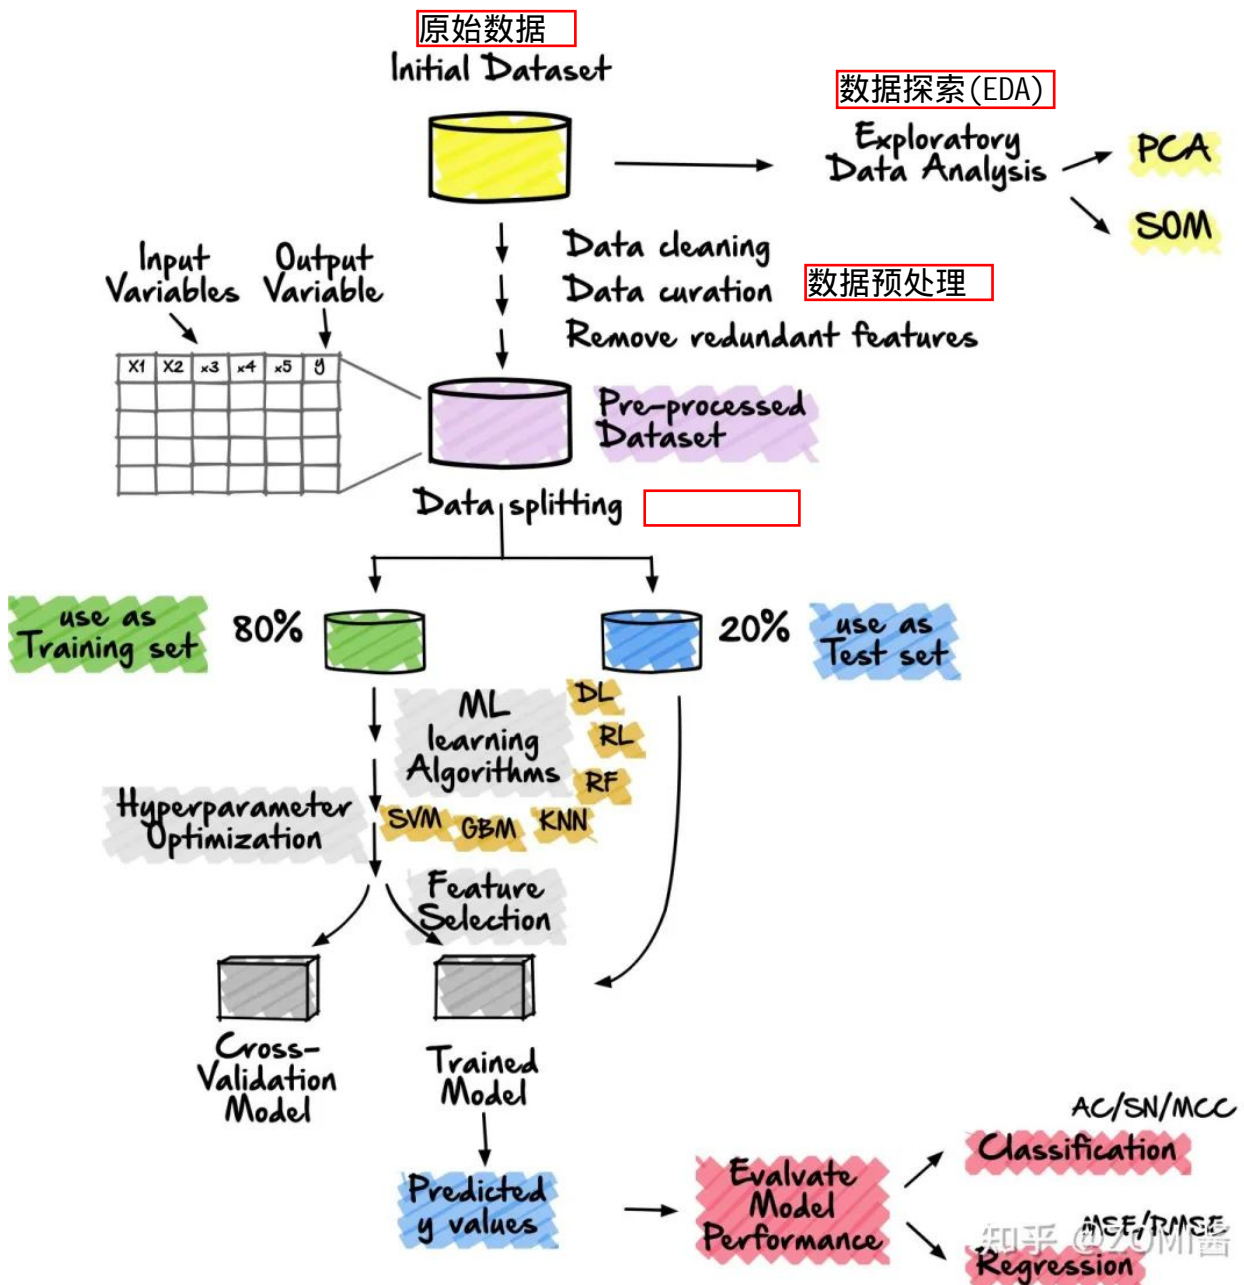 原始数据
Initial Dataset
数据探索(EDA)
Exploratory
Data Analysis
PCA
SOM
Data cleaning
Data curation
数据预处理
Remove redundant features
Input
Variables
Output
Variable
X1 X2 x3 x4 x5 y
Pre-processed
Dataset
Data splitting
use as
Training set
80%
20%
use as
Test set
ML
learning
Algorithms
DL
RL
RF
SVM
GBM
KNN
Hyperparameter
Optimization
Feature
Selection
Cross-
Validation
Model
Trained
Model
Predicted
y values
Evalvate
Model
Performance
AC/SN/MCC
Classification
MSE/RMSE
Regression
知乎 @ZOMI酱